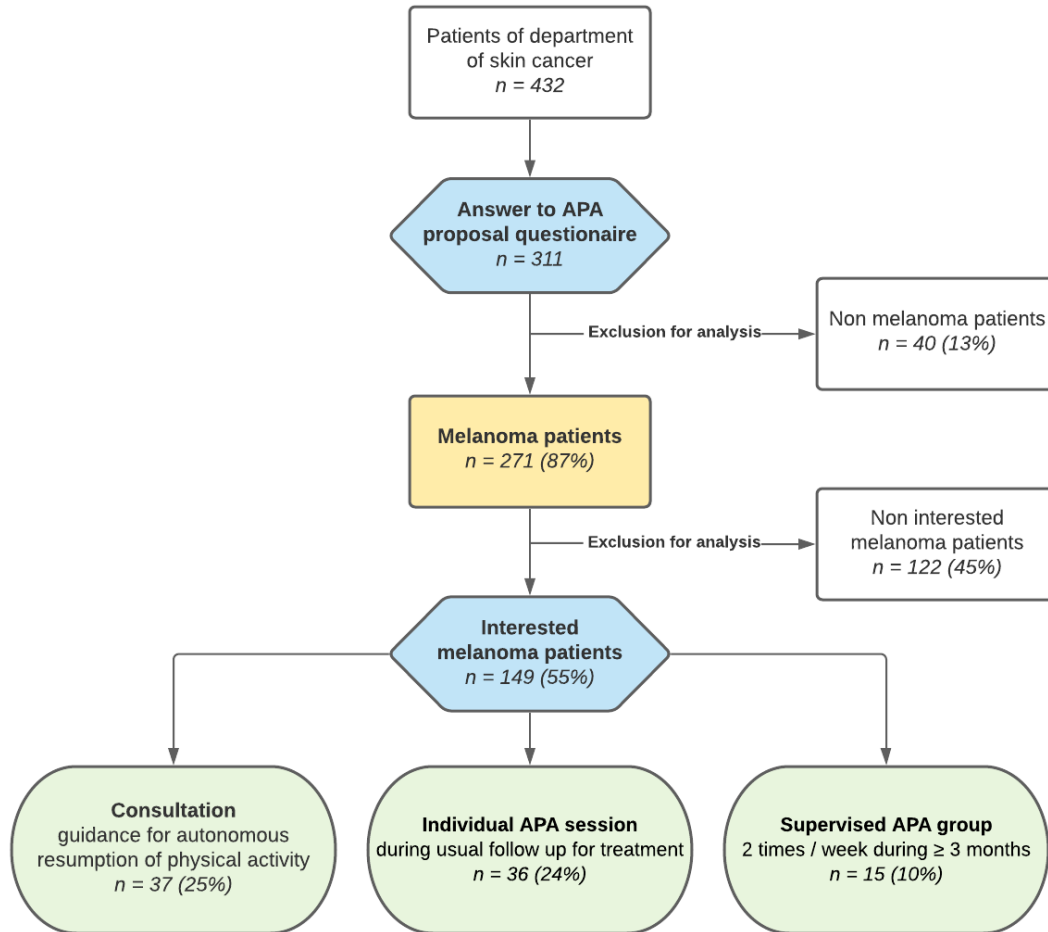 Patients of department
of skin cancer
n = 432
Answer to APA
proposal questionaire
n = 311
Exclusion for analysis
Non melanoma patients
n = 40 (13%)
Melanoma patients
n = 271 (87%)
Exclusion for analysis
Non interested
melanoma patients
n = 122 (45%)
Interested
melanoma patients
n = 149 (55%)
Consultation
guidance for autonomous
resumption of physical activity
n = 37 (25%)
Individual APA session
during usual follow up for treatment
n = 36 (24%)
Supervised APA group
2 times / week during ≥ 3 months
n = 15 (10%)